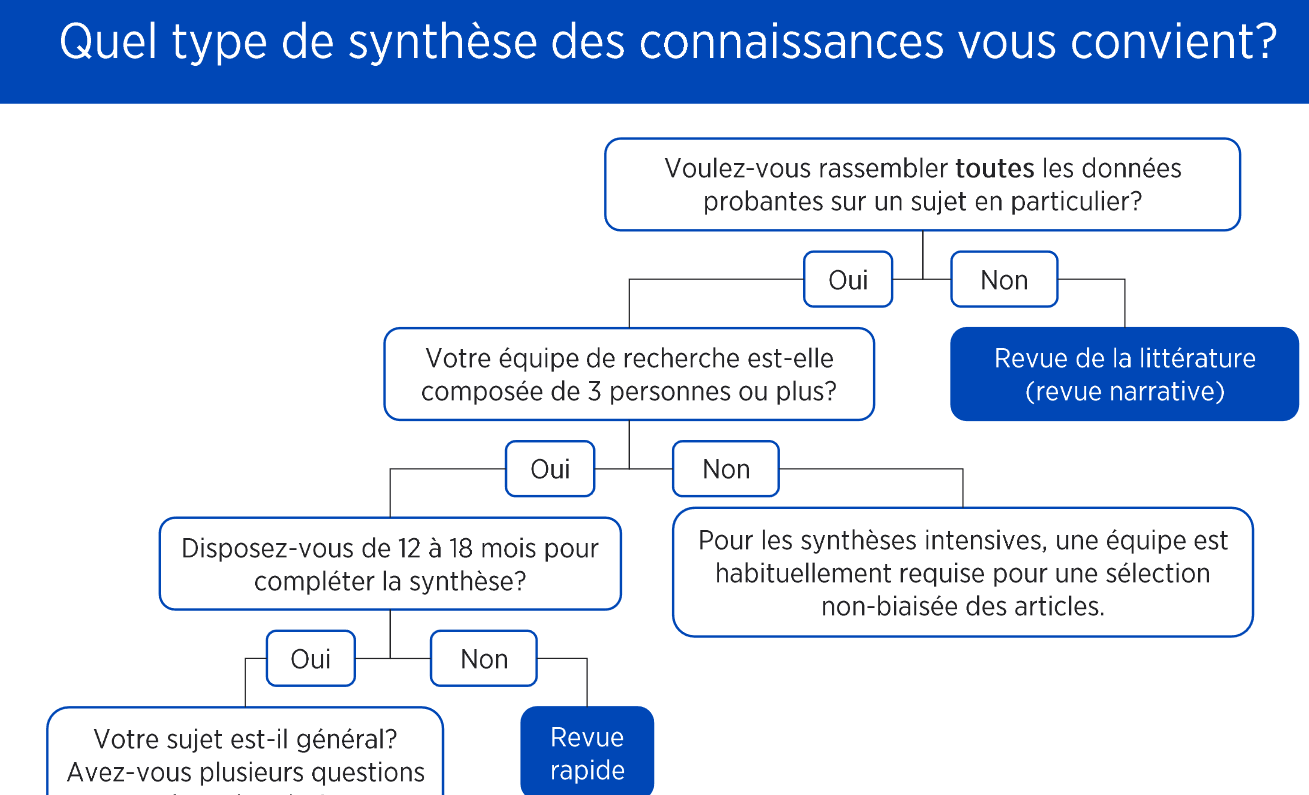 Quel type de synthèse des connaissances vous convient?
Voulez-vous rassembler toutes les données
probantes sur un sujet en particulier?
Oui
Non
Votre équipe de recherche est-elle
composée de 3 personnes ou plus?
Revue de la littérature
(revue narrative)
Oui
Non
Disposez-vous de 12 à 18 mois pour
compléter la synthèse?
Pour les synthèses intensives, une équipe est
habituellement requise pour une sélection
non-biaisée des articles.
Oui
Non
Votre sujet est-il général?
Avez-vous plusieurs questions
Revue
rapide